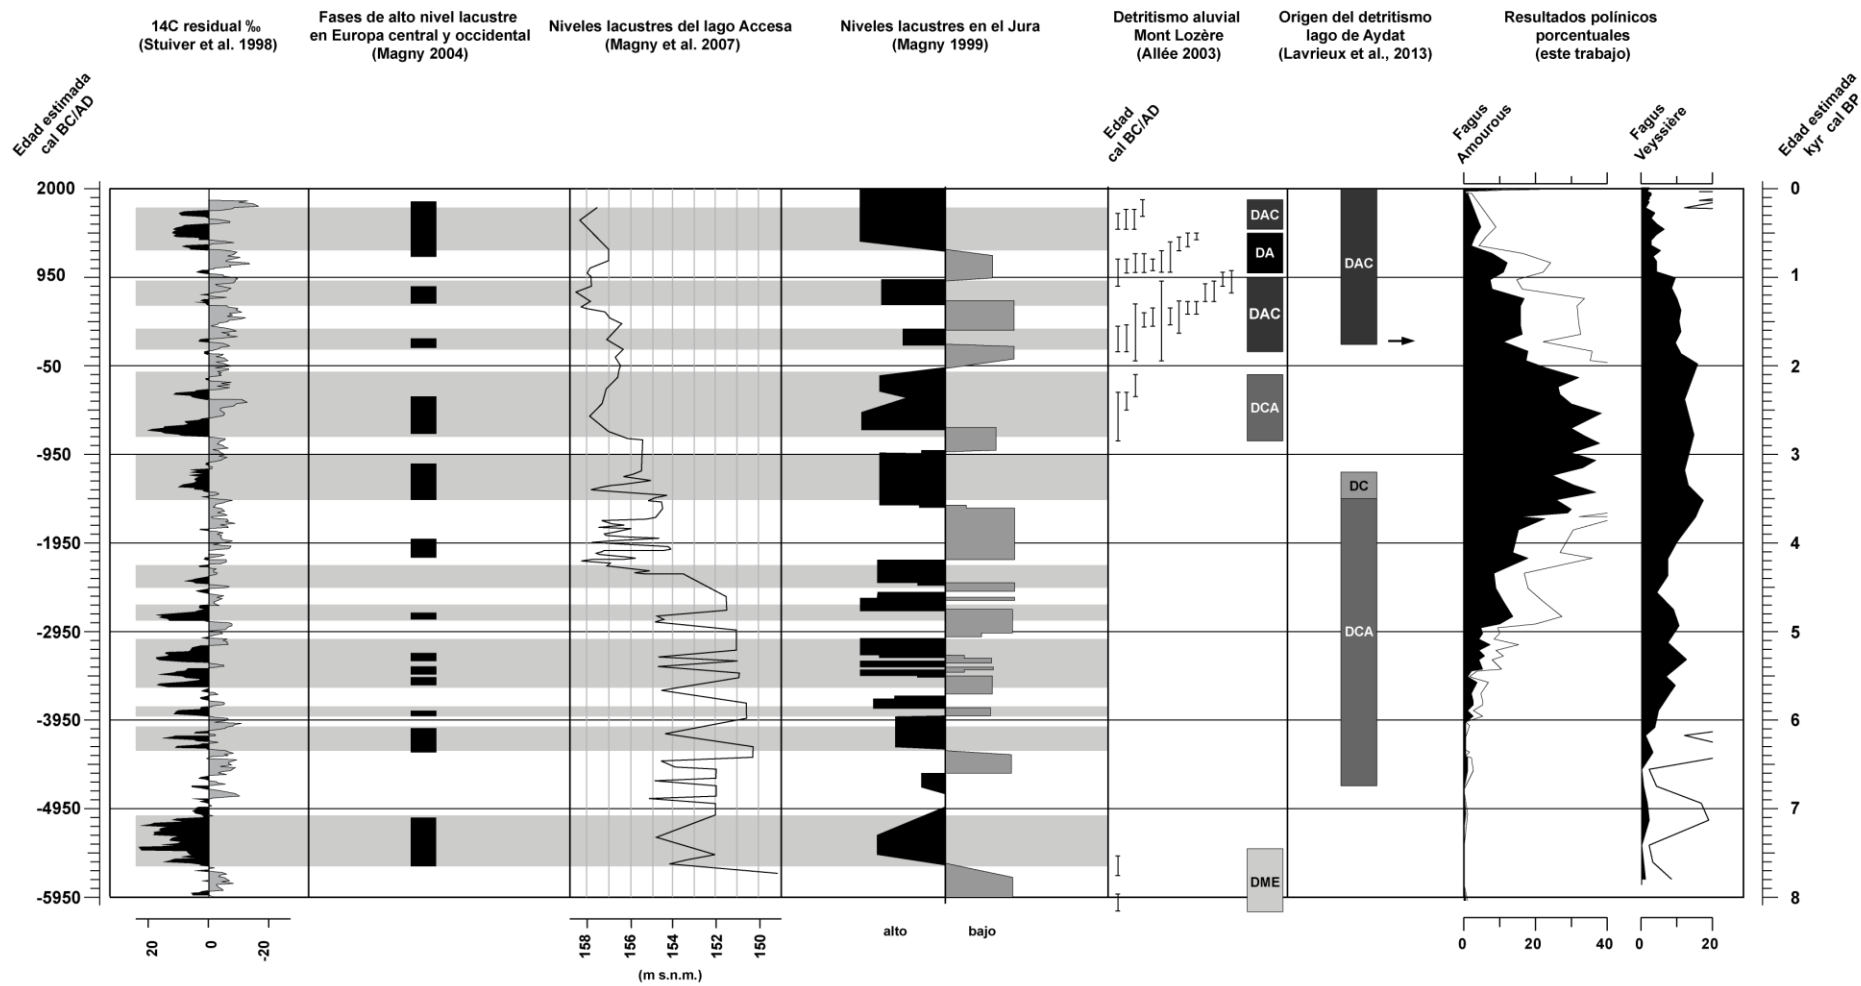 14C residual ‰
(Stuiver et al. 1998)
Fases de alto nivel lacustre
en Europa central y occidental
(Magny 2004)
Niveles lacustres del lago Accesa
(Magny et al. 2007)
Niveles lacustres en el Jura
(Magny 1999)
Detritismo aluvial
Mont Lozère
(Allée 2003)
Origen del detritismo
lago de Aydat
(Lavrieux et al., 2013)
Resultados polínicos
porcentuales
(este trabajo)
Edad estimada
cal BC/AD
Edad
cal BC/AD
Fagus
Amourous
Fagus
Veyssière
Edad estimada
kyr cal BP
2000
950
-50
-950
-1950
-2950
-3950
-4950
-5950
DAC
DA
DAC
DCA
DME
DAC
DC
DCA
0
1
2
3
4
5
6
7
8
20
0
-20
158
156
154
152
150
(m s.n.m.)
alto
bajo
0
20
40
0
20